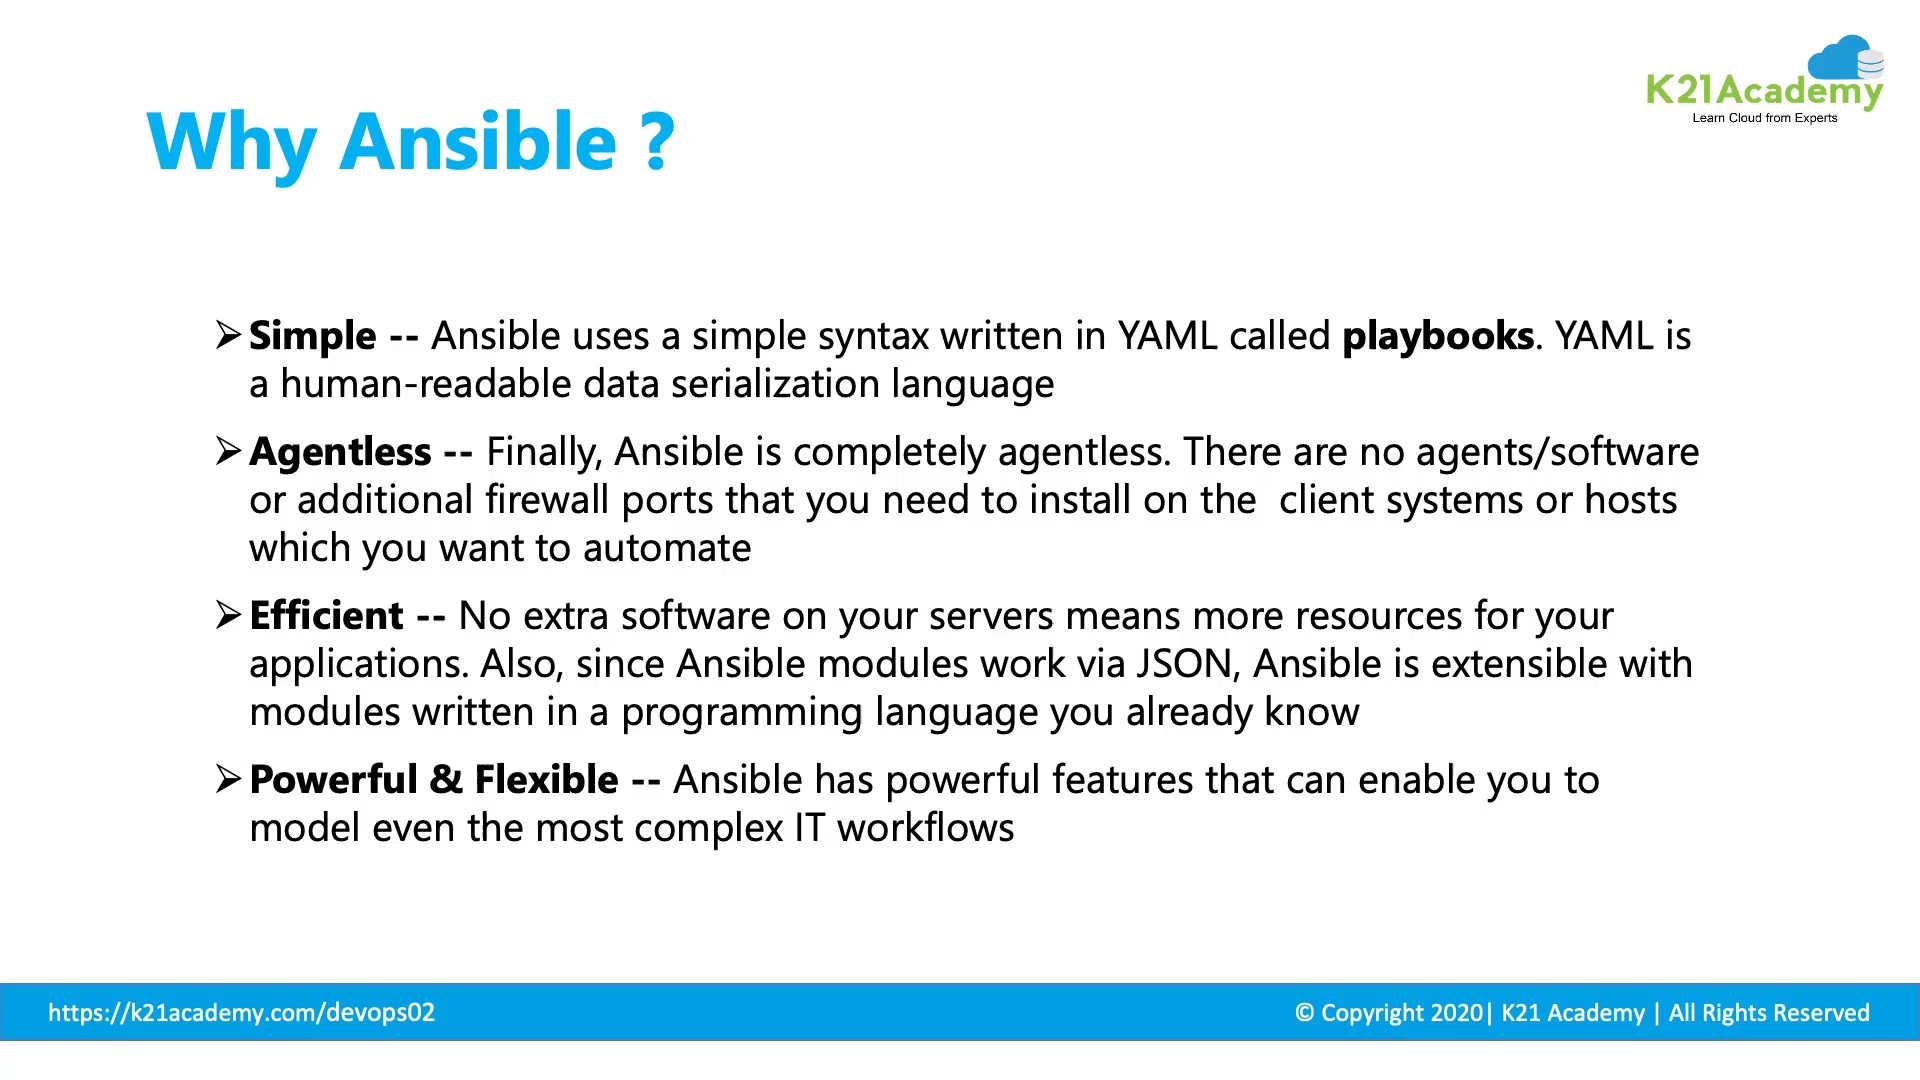 K21Academy
Learn Cloud from Experts
Why Ansible ?
➢ Simple -- Ansible uses a simple syntax written in YAML called playbooks. YAML is
a human-readable data serialization language
➢ Agentless -- Finally, Ansible is completely agentless. There are no agents/software
or additional firewall ports that you need to install on the  client systems or hosts
which you want to automate
➢ Efficient -- No extra software on your servers means more resources for your
applications. Also, since Ansible modules work via JSON, Ansible is extensible with
modules written in a programming language you already know
➢ Powerful & Flexible -- Ansible has powerful features that can enable you to
model even the most complex IT workflows
https://k21academy.com/devops02
© Copyright 2020| K21 Academy | All Rights Reserved